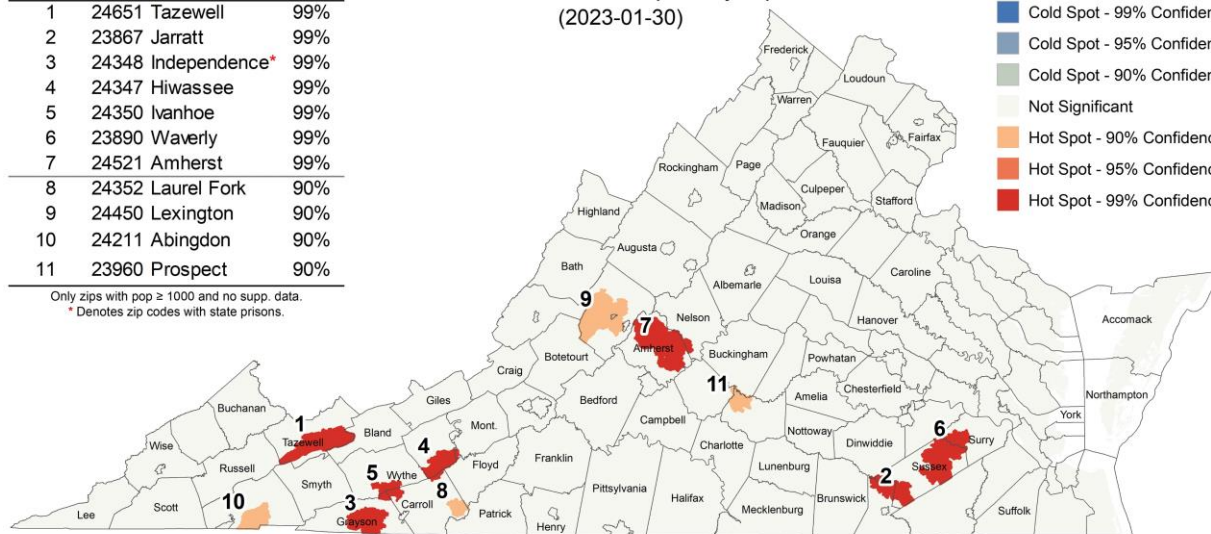 (2023-01-30)
1 24651 Tazewell 99%
2 23867 Jarratt 99%
3 24348 Independence* 99%
4 24347 Hiwassee 99%
5 24350 Ivanhoe 99%
6 23890 Waverly 99%
7 24521 Amherst 99%
8 24352 Laurel Fork 90%
9 24450 Lexington 90%
10 24211 Abingdon 90%
11 23960 Prospect 90%
Only zips with pop ≥ 1000 and no supp. data.
* Denotes zip codes with state prisons.
Cold Spot - 99% Confiden
Cold Spot - 95% Confiden
Cold Spot - 90% Confiden
Not Significant
Hot Spot - 90% Confidenc
Hot Spot - 95% Confidenc
Hot Spot - 99% Confidenc
Frederick
Loudoun
Warren
Fairfax
Fauquier
Rockingham
Page
Culpeper
Madison
Stafford
Highland
Orange
Augusta
Bath
Albemarle
Louisa
Caroline
9
7
Nelson
Hanover
Accomack
Amherst
Botetourt
Buckingham
Powhatan
Craig
11
Chesterfield
Northampton
Giles
Bedford
Amelia
Buchanan
York
1
Bland
Mont.
Campbell
Nottoway
6
Tazewell
4
Charlotte
Dinwiddie
Surry
Wise
Floyd
Franklin
Russell
5
Wythe
Lunenburg
Sussex
Smyth
2
8
Pittsylvania
Halifax
Brunswick
10
3
Carroll
Scott
Patrick
Mecklenburg
Suffolk
Lee
Grayson
Henry